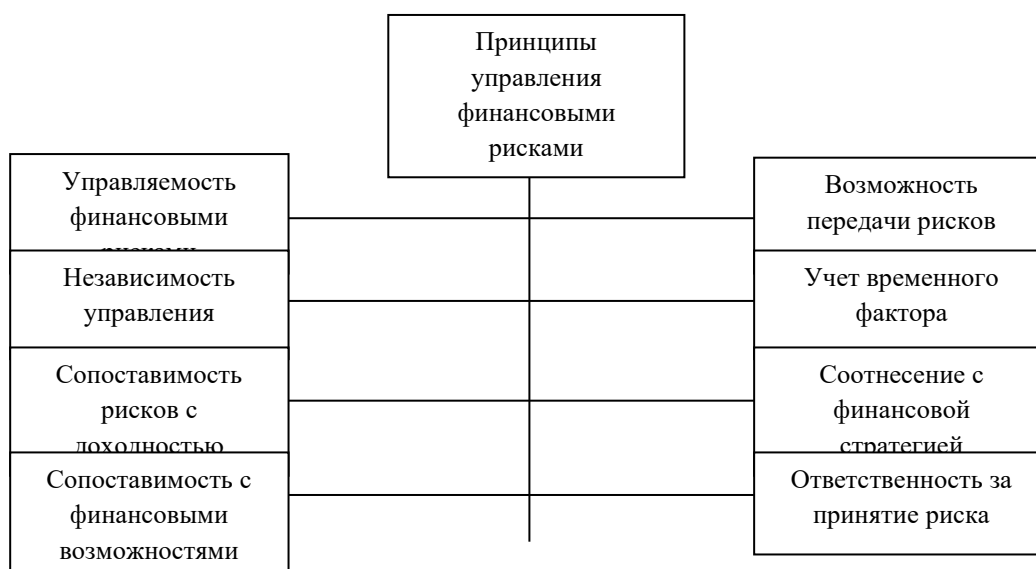 Принципы
управления
финансовыми
рисками
Управляемость
финансовыми
рисками
Независимость
управления
Сопоставимость
рисков с
доходностью
Сопоставимость с
финансовыми
возможностями
Возможность
передачи рисков
Учет временного
фактора
Соотнесение с
финансовой
стратегией
Ответственность за
принятие риска